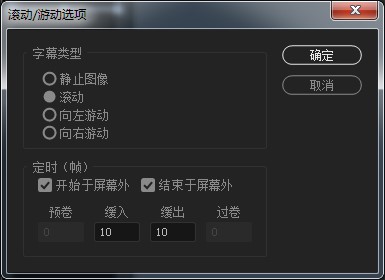 滚动/游动选项
字幕类型
静止图像
滚动
向左游动
向右游动
确定
取消
定时（帧）
开始于屏幕外 结束于屏幕外
预卷 缓入 缓出 过卷
0 10 10 0